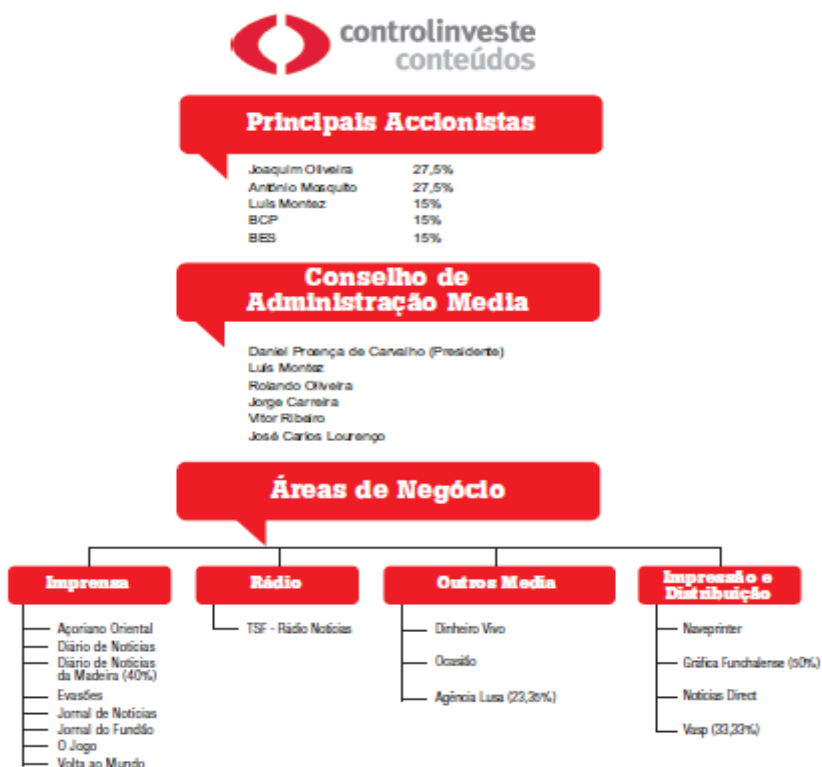 controlinveste
conteúdos
Principais Accionistas
Joaquim Oliveira 27,5%
António Mosquito 27,5%
Luís Montez 15%
BCP 15%
BES 15%
Conselho de
Administração Media
Daniel Proença de Carvalho (Presidente)
Luís Montez
Rolando Oliveira
Jorge Carreira
Vítor Ribeiro
José Carlos Lourenço
Áreas de Negócio
Imprensa
Açoriano Oriental
Diário de Notícias
Diário de Notícias
da Madeira (40%)
Evasões
Jornal de Notícias
Jornal do Fundão
O Jogo
Volta ao Mundo
Rádio
TSF - Rádio Notícias
Outros Media
Dinheiro Vivo
Ocasião
Agência Lusa (23,35%)
Impressão e
Distribuição
Naveprinter
Gráfica Funchalense (50%)
Notícias Direct
Vasp (33,33%)